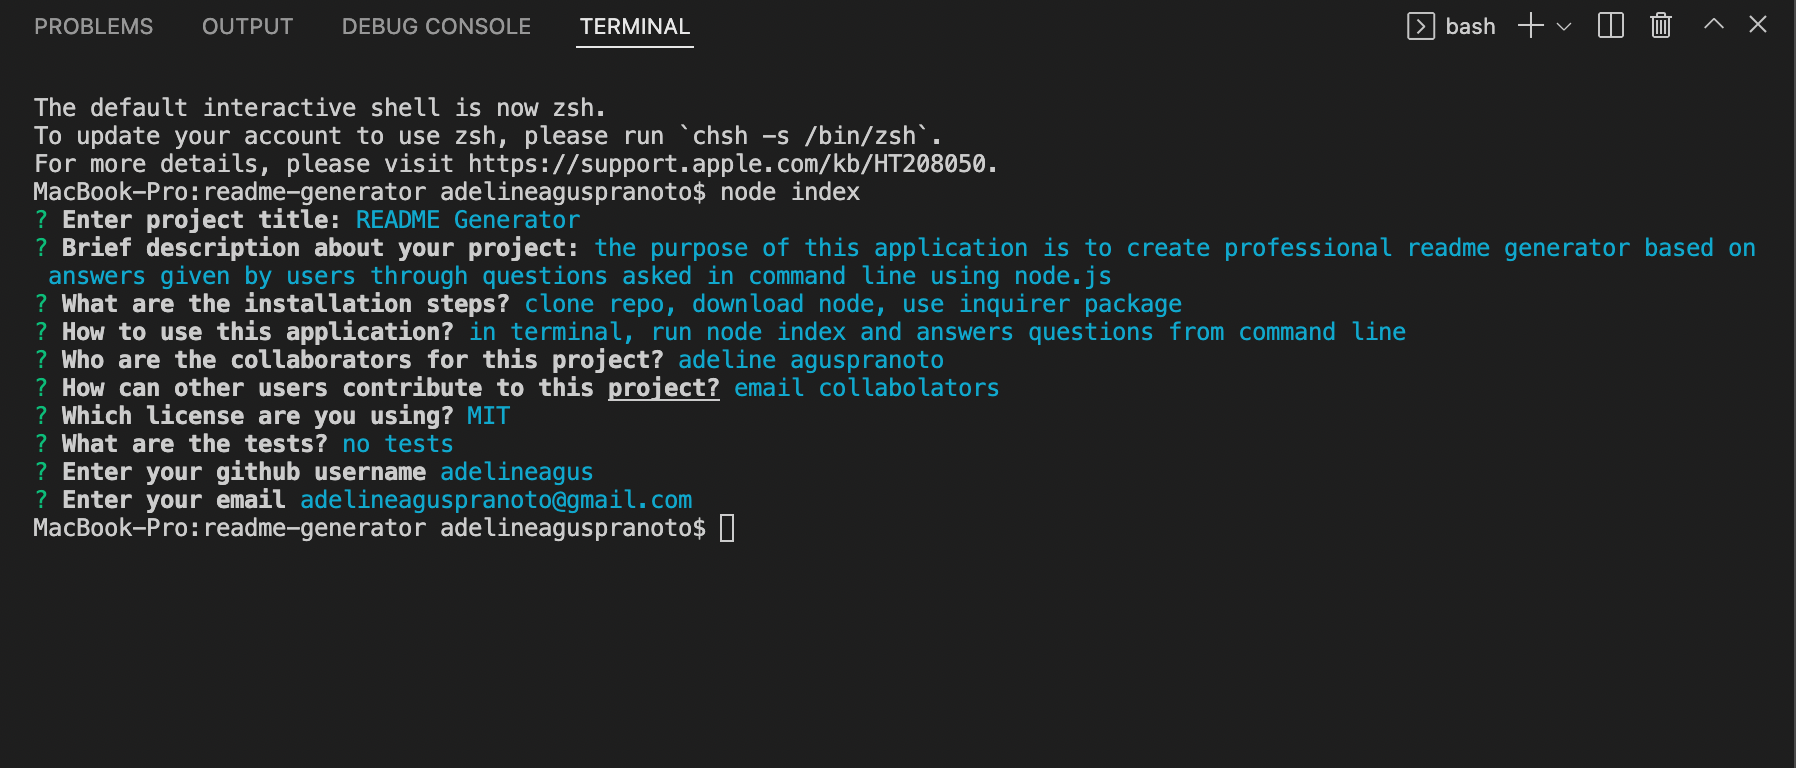 PROBLEMS OUTPUT DEBUG CONSOLE TERMINAL bash
The default interactive shell is now zsh.
To update your account to use zsh, please run `chsh -s /bin/zsh`.
For more details, please visit https://support.apple.com/kb/HT208050.
MacBook-Pro:readme-generator adelineaguspranoto$ node index
? Enter project title: README Generator
? Brief description about your project: the purpose of this application is to create professional readme generator based on
answers given by users through questions asked in command line using node.js
? What are the installation steps? clone repo, download node, use inquirer package
? How to use this application? in terminal, run node index and answers questions from command line
? Who are the collaborators for this project? adeline aguspranoto
? How can other users contribute to this project? email collabolators
? Which license are you using? MIT
? What are the tests? no tests
? Enter your github username adelineagus
? Enter your email adelineaguspranoto@gmail.com
MacBook-Pro:readme-generator adelineaguspranoto$